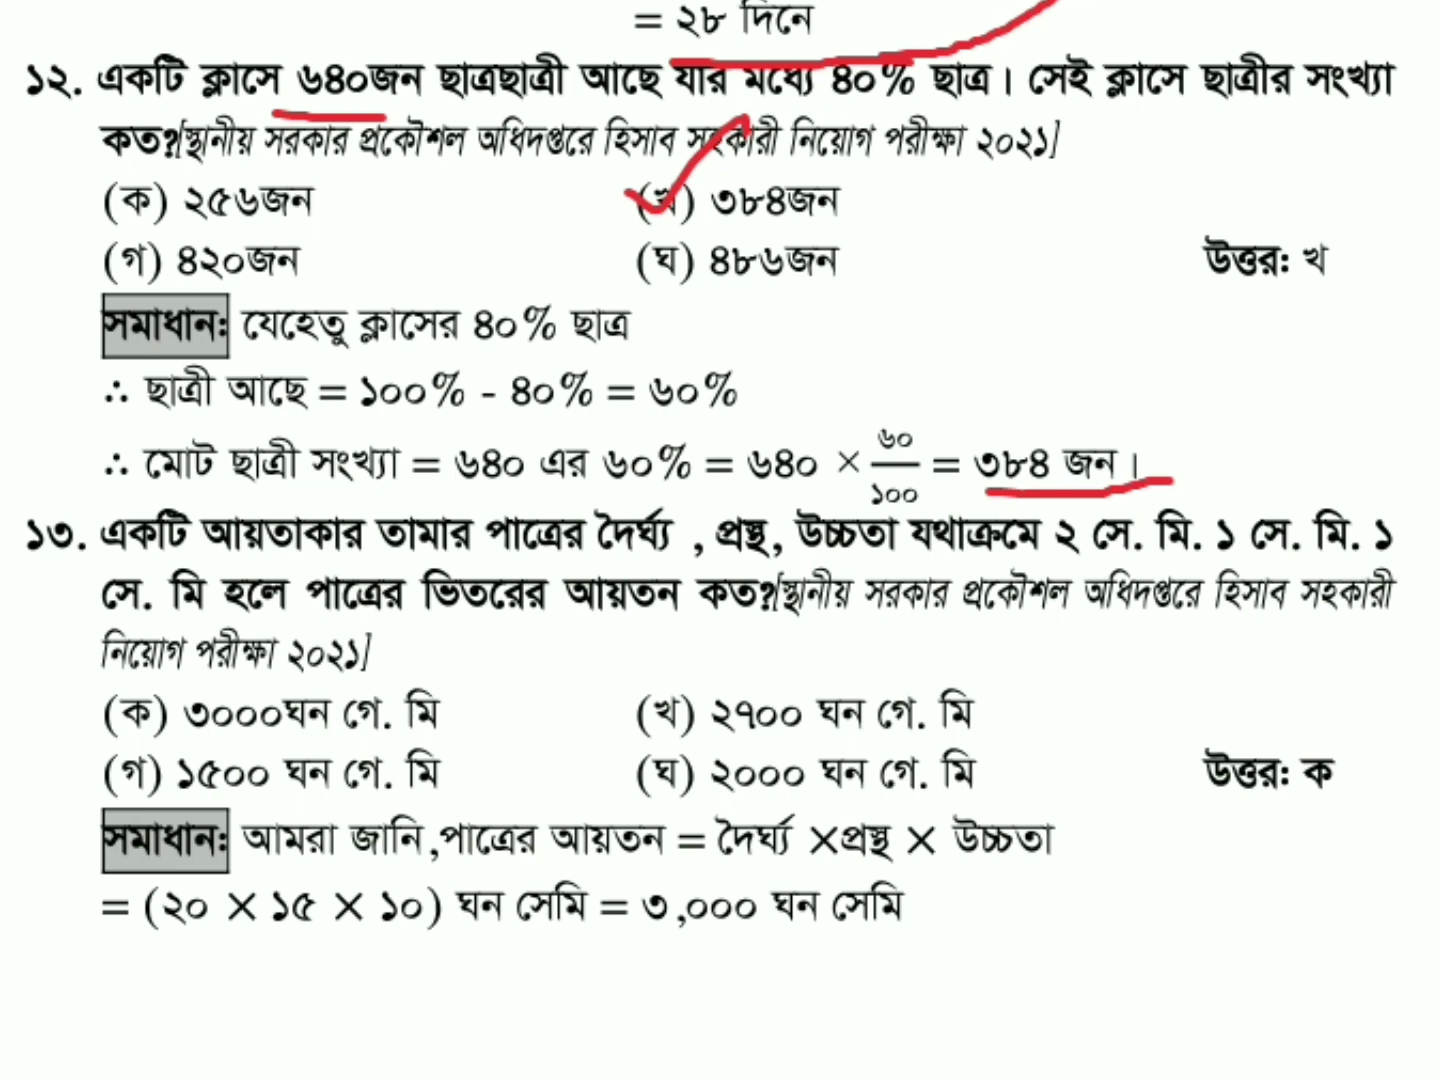 = ২৮ দিনে
১২. একটি ক্লাসে ৬৪০জন ছাত্রছাত্রী আছে যার মধ্যে ৪০% ছাত্র। সেই ক্লাসে ছাত্রীর সংখ্যা
কত?[স্থানীয় সরকার প্রকৌশল অধিদপ্তরে হিসাব সহকারী নিয়োগ পরীক্ষা ২০২১]
(ক) ২৫৬জন (খ) ৩৮৪জন
(গ) ৪২০জন (ঘ) ৪৮৬জন উত্তর: খ
সমাধান: যেহেতু ক্লাসের ৪০% ছাত্র
∴ ছাত্রী আছে = ১০০% - ৪০% = ৬০%
∴ মোট ছাত্রী সংখ্যা = ৬৪০ এর ৬০% = ৬৪০ × ৬০/১০০ = ৩৮৪ জন।
১৩. একটি আয়তাকার তামার পাত্রের দৈর্ঘ্য , প্রস্থ, উচ্চতা যথাক্রমে ২ সে. মি. ১ সে. মি. ১
সে. মি হলে পাত্রের ভিতরের আয়তন কত?[স্থানীয় সরকার প্রকৌশল অধিদপ্তরে হিসাব সহকারী
নিয়োগ পরীক্ষা ২০২১]
(ক) ৩০০০ঘন গে. মি (খ) ২৭০০ ঘন গে. মি
(গ) ১৫০০ ঘন গে. মি (ঘ) ২০০০ ঘন গে. মি উত্তর: ক
সমাধান: আমরা জানি,পাত্রের আয়তন = দৈর্ঘ্য ×প্রস্থ × উচ্চতা
= (২০ × ১৫ × ১০) ঘন সেমি = ৩,০০০ ঘন সেমি